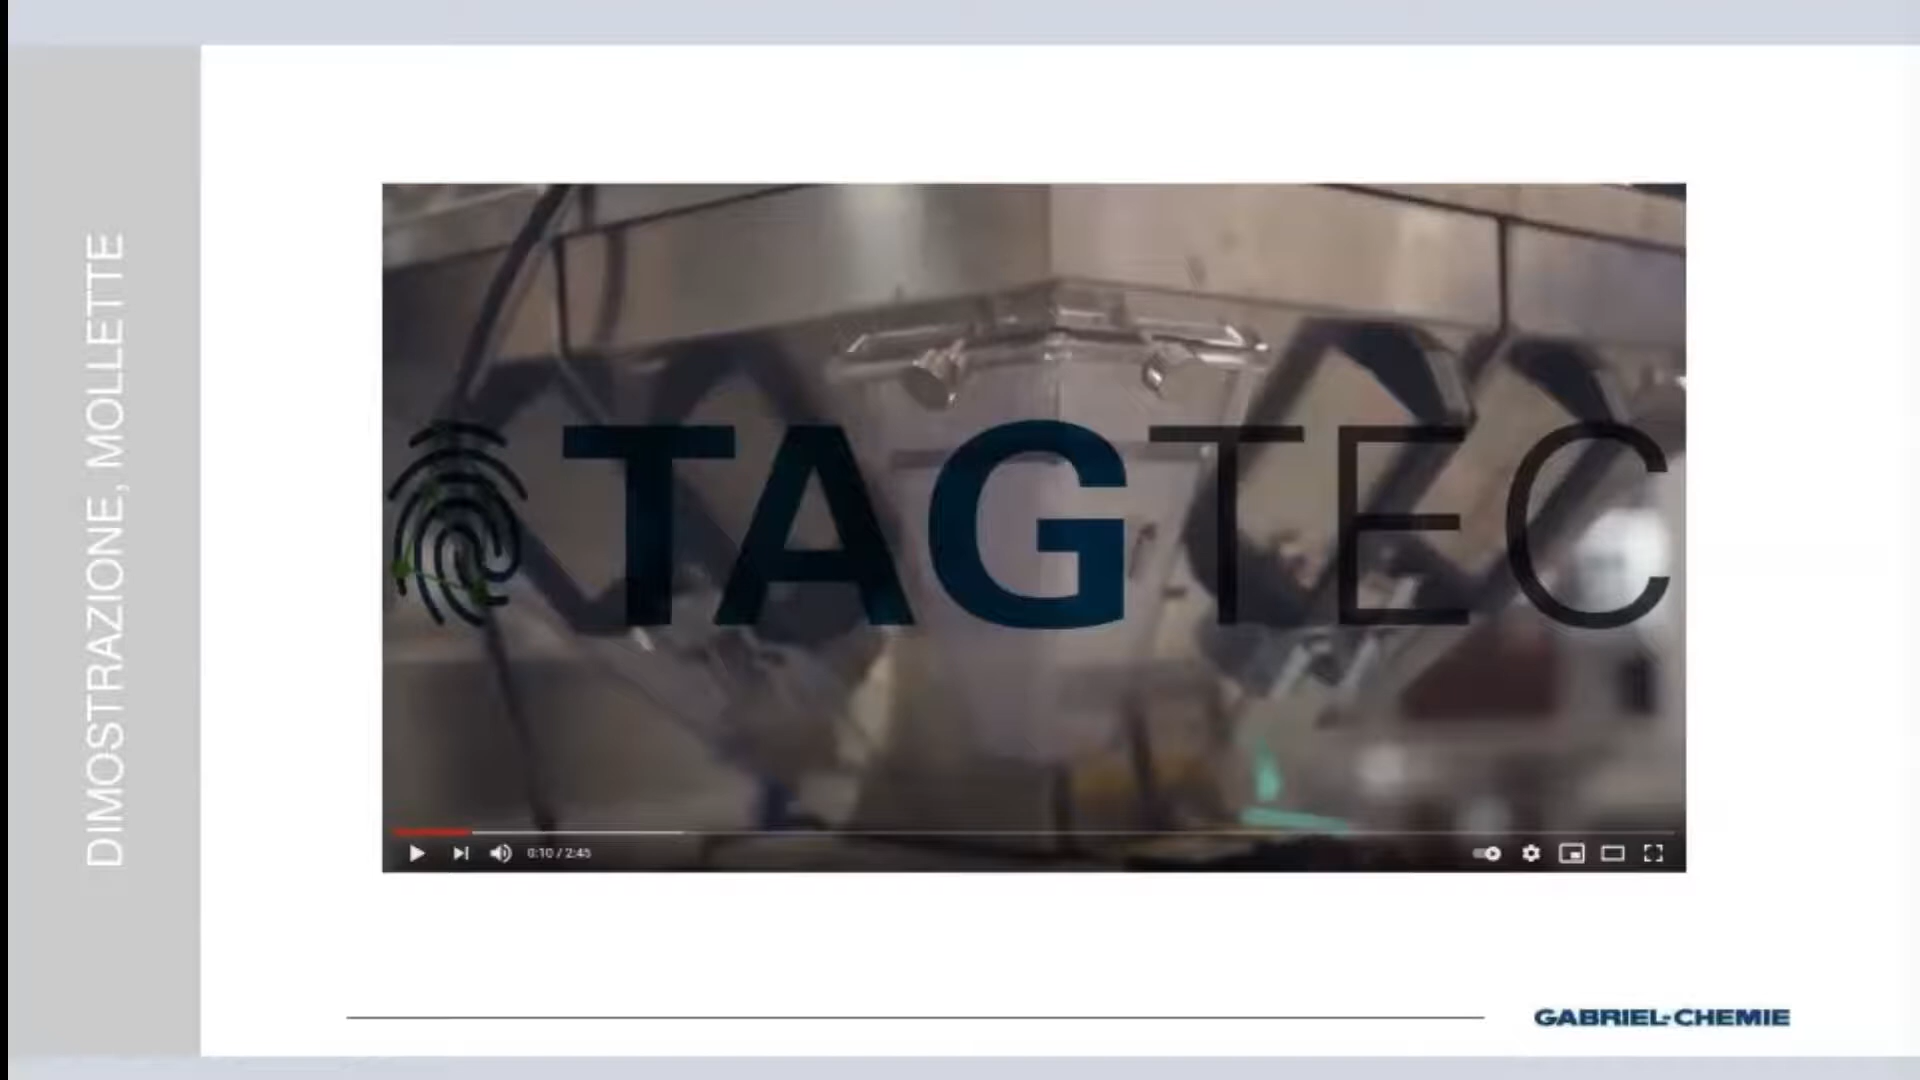 DIMOSTRAZIONE, MOLLETTE
TAGTEC
0:10 / 2:45
GABRIEL-CHEMIE